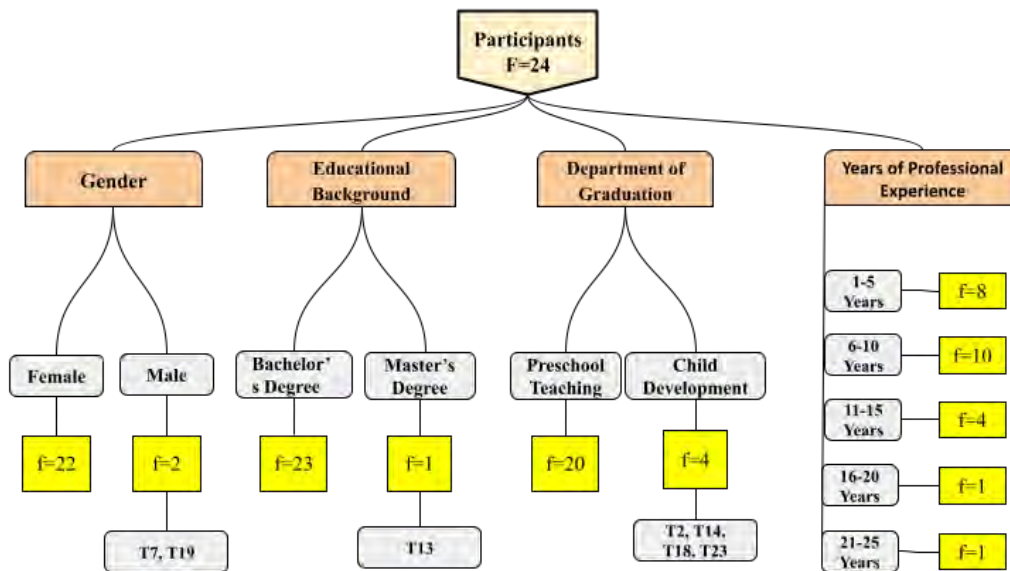 Participants
F=24
Gender
Educational
Background
Department of
Graduation
Years of Professional
Experience
Female
Male
f=22
f=2
T7, T19
Bachelor’
s Degree
Master’s
Degree
f=23
f=1
T13
Preschool
Teaching
Child
Development
f=20
f=4
T2, T14,
T18, T23
1-5
Years
f=8
6-10
Years
f=10
11-15
Years
f=4
16-20
Years
f=1
21-25
Years
f=1